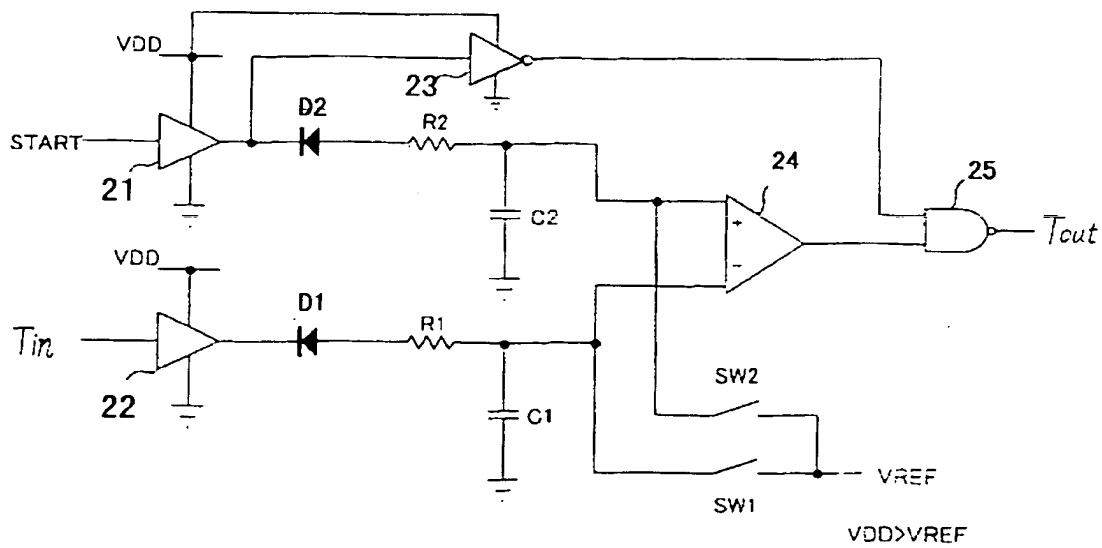 VDD
23
D2
R2
START
21
24
25
C2
+
−
Tout
VDD
D1
R1
Tin
22
C1
SW2
SW1
VREF
VDD>VREF